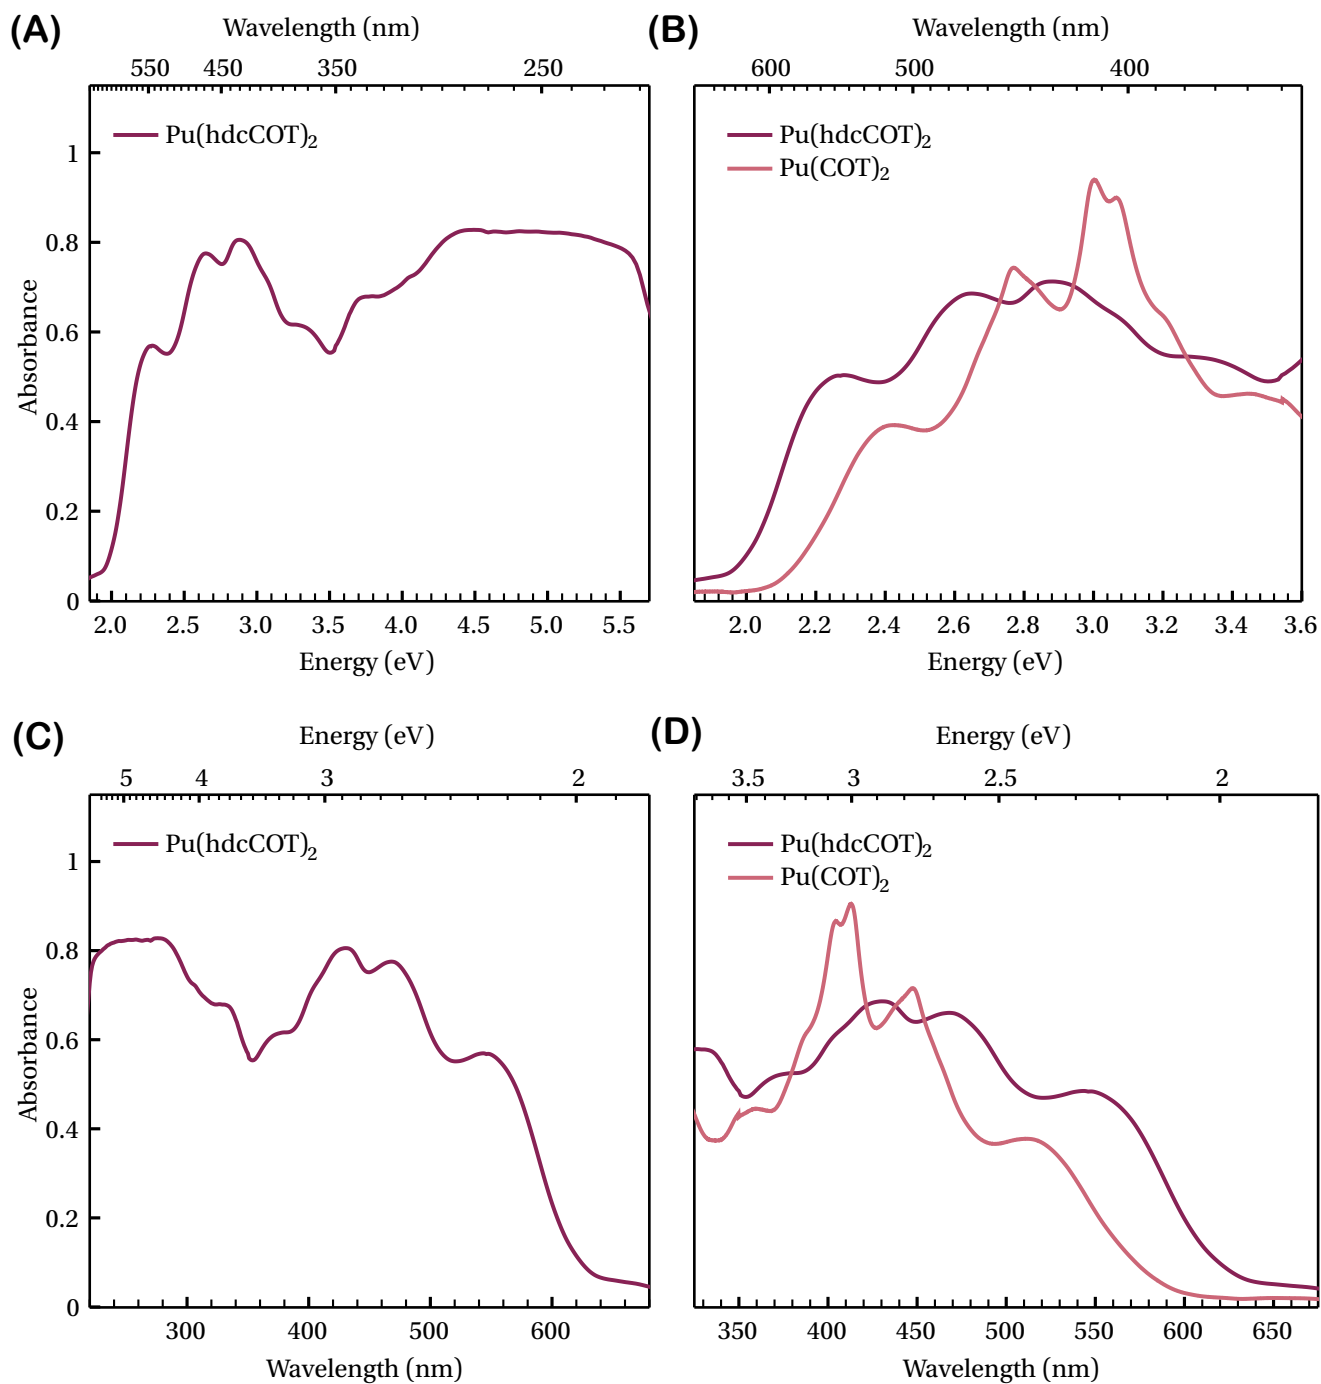 (A)
Wavelength (nm)
550 450 350 250
Pu(hdcCOT)₂
Absorbance
1
0.8
0.6
0.4
0.2
0
2.0 2.5 3.0 3.5 4.0 4.5 5.0 5.5
Energy (eV)
(B)
Wavelength (nm)
600 500 400
Pu(hdcCOT)₂
Pu(COT)₂
2.0 2.2 2.4 2.6 2.8 3.0 3.2 3.4 3.6
Energy (eV)
(C)
Energy (eV)
5 4 3 2
Pu(hdcCOT)₂
Absorbance
1
0.8
0.6
0.4
0.2
0
300 400 500 600
Wavelength (nm)
(D)
Energy (eV)
3.5 3 2.5 2
Pu(hdcCOT)₂
Pu(COT)₂
350 400 450 500 550 600 650
Wavelength (nm)